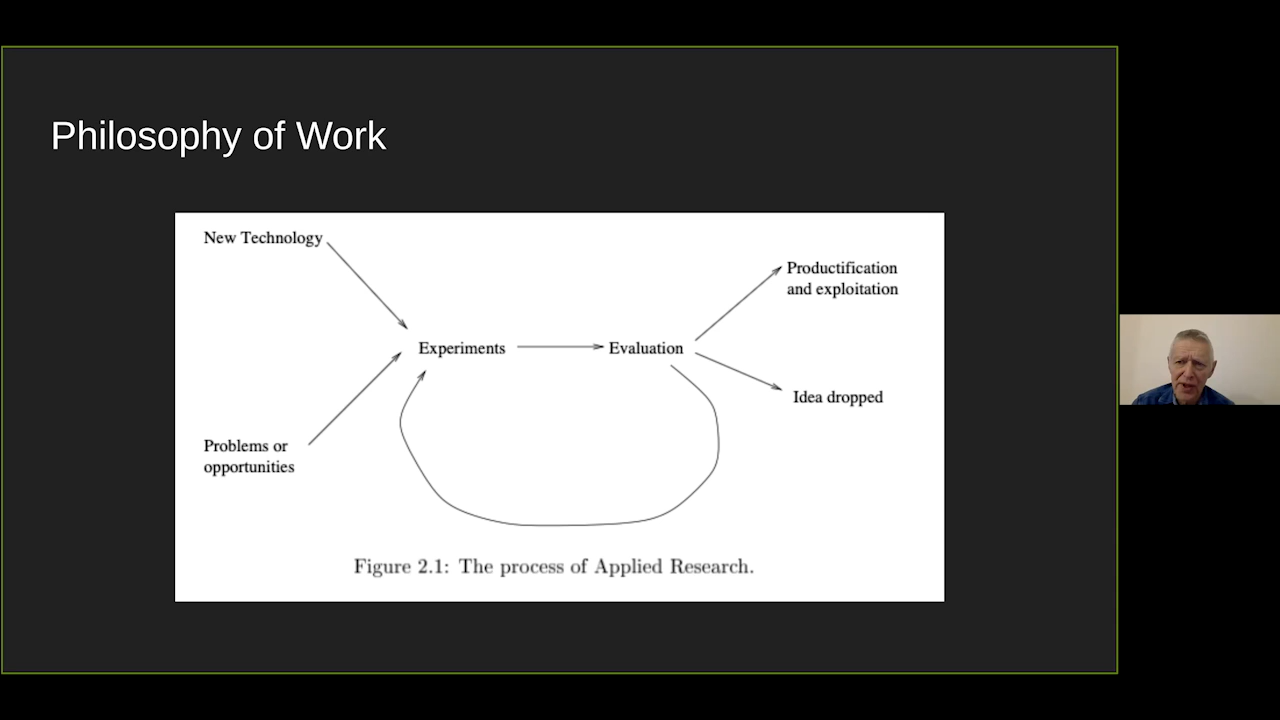 Philosophy of Work
New Technology
Productification
and exploitation
Experiments
Evaluation
Idea dropped
Problems or
opportunities
Figure 2.1: The process of Applied Research.